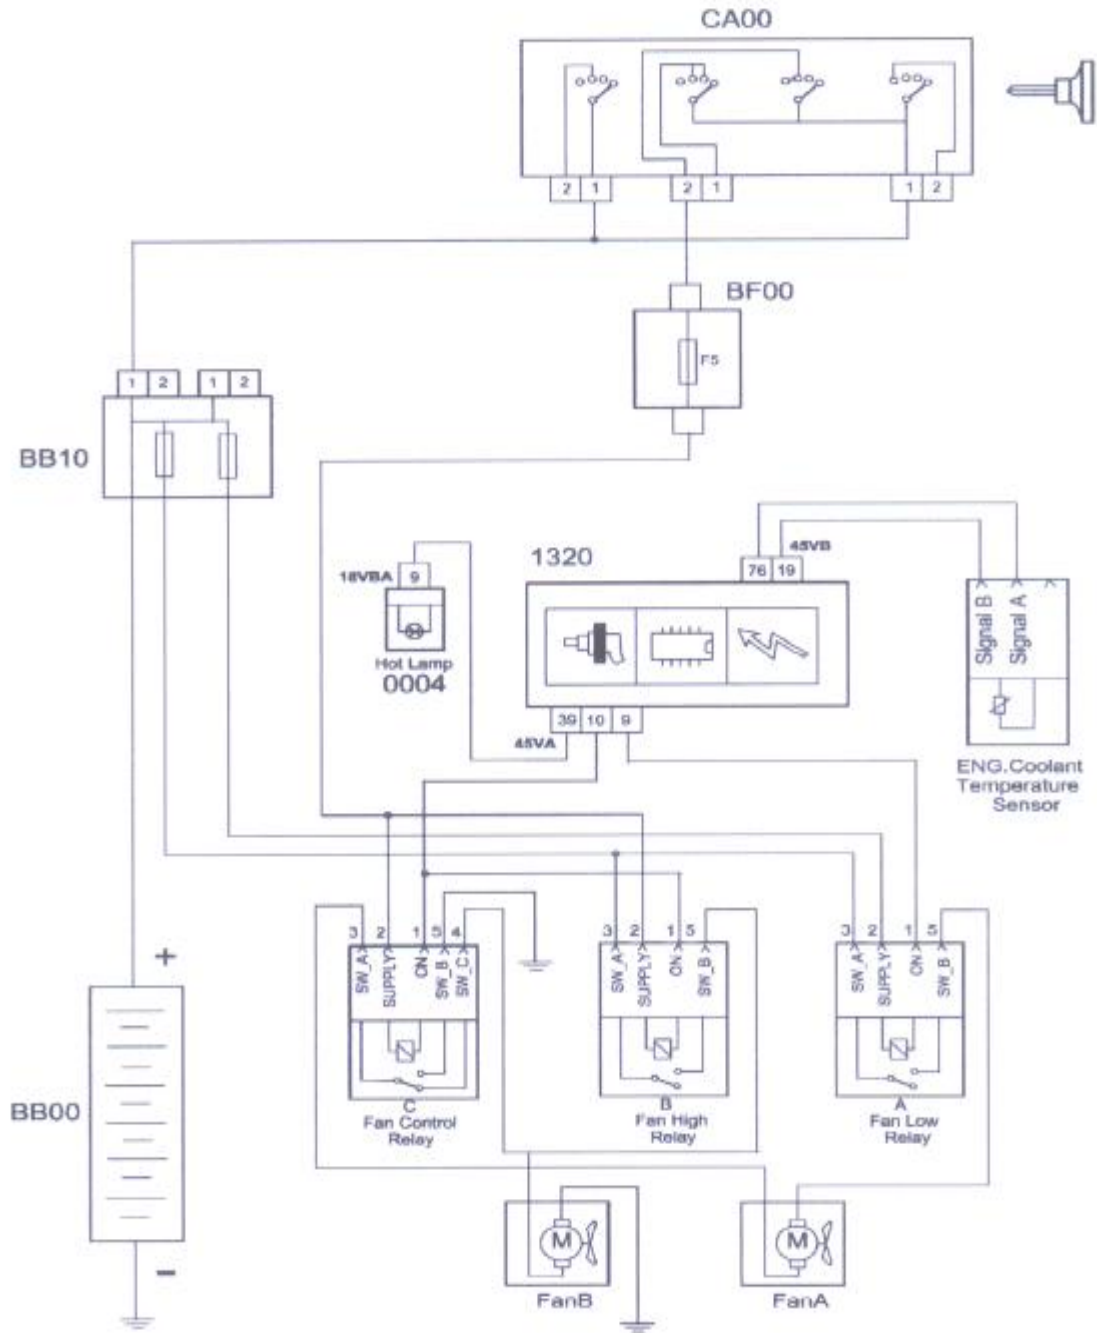 CA00
2 1 2 1 1 2
BF00
F5
1 2 1 2
BB10
1320
45VB
76 19
18VBA 9
Signal B Signal A
Hot Lamp
0004
39 10 9
45VA
ENG.Coolant
Temperature
Sensor
3 2 1 5 4
SW_A SUPPLY ON SW_B SW_C
3 2 1 5
SW_A SUPPLY ON SW_B
3 2 1 5
SW_A SUPPLY ON SW_B
+
BB00
C
Fan Control
Relay
B
Fan High
Relay
A
Fan Low
Relay
M
M
−
FanB
FanA